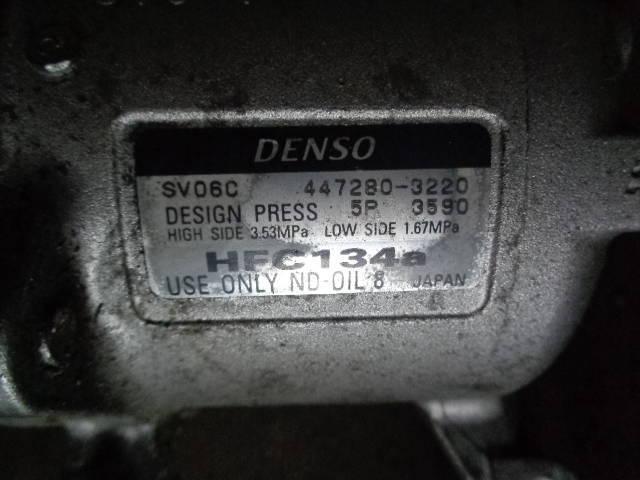 DENSO
SV06C 447280-3220
DESIGN PRESS 5P 3590
HIGH SIDE 3.53MPa LOW SIDE 1.67MPa
HFC134a
USE ONLY ND-OIL 8 JAPAN